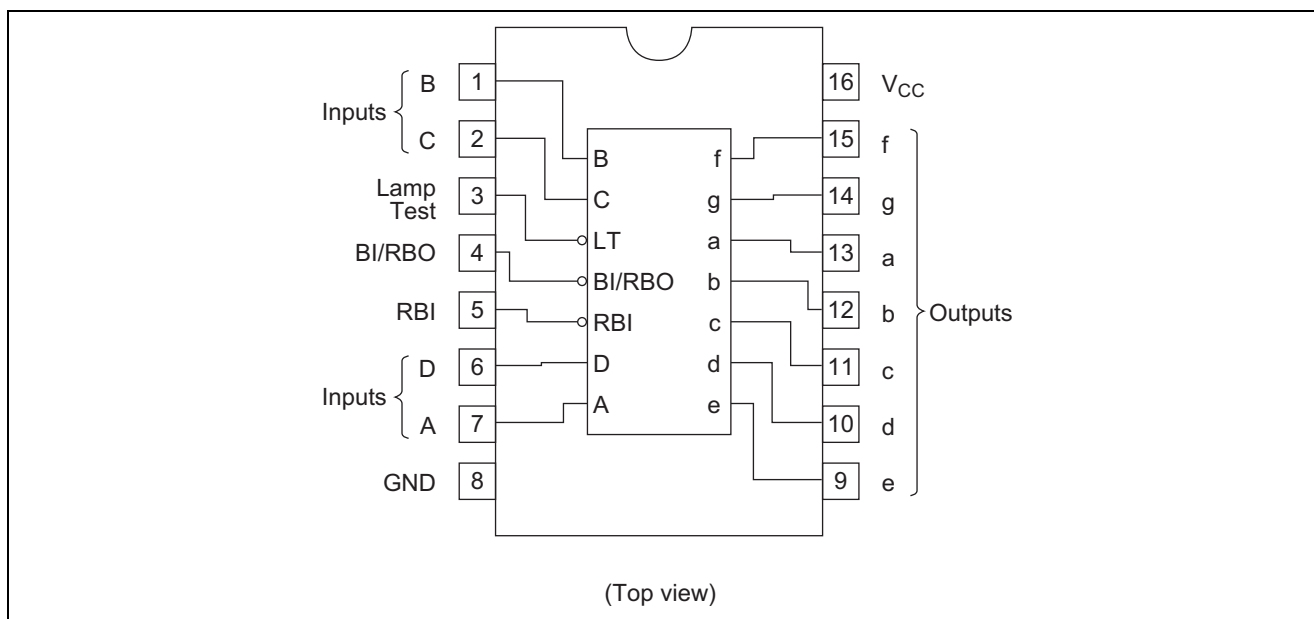 B 1 16 VCC
Inputs
C 2 15 f
B f
Lamp Test 3 C g 14 g
LT a
BI/RBO 4 13 a
BI/RBO b
RBI 5 12 b
RBI c
Outputs
D 6 D d 11 c
Inputs
A 7 A e 10 d
GND 8 9 e
(Top view)